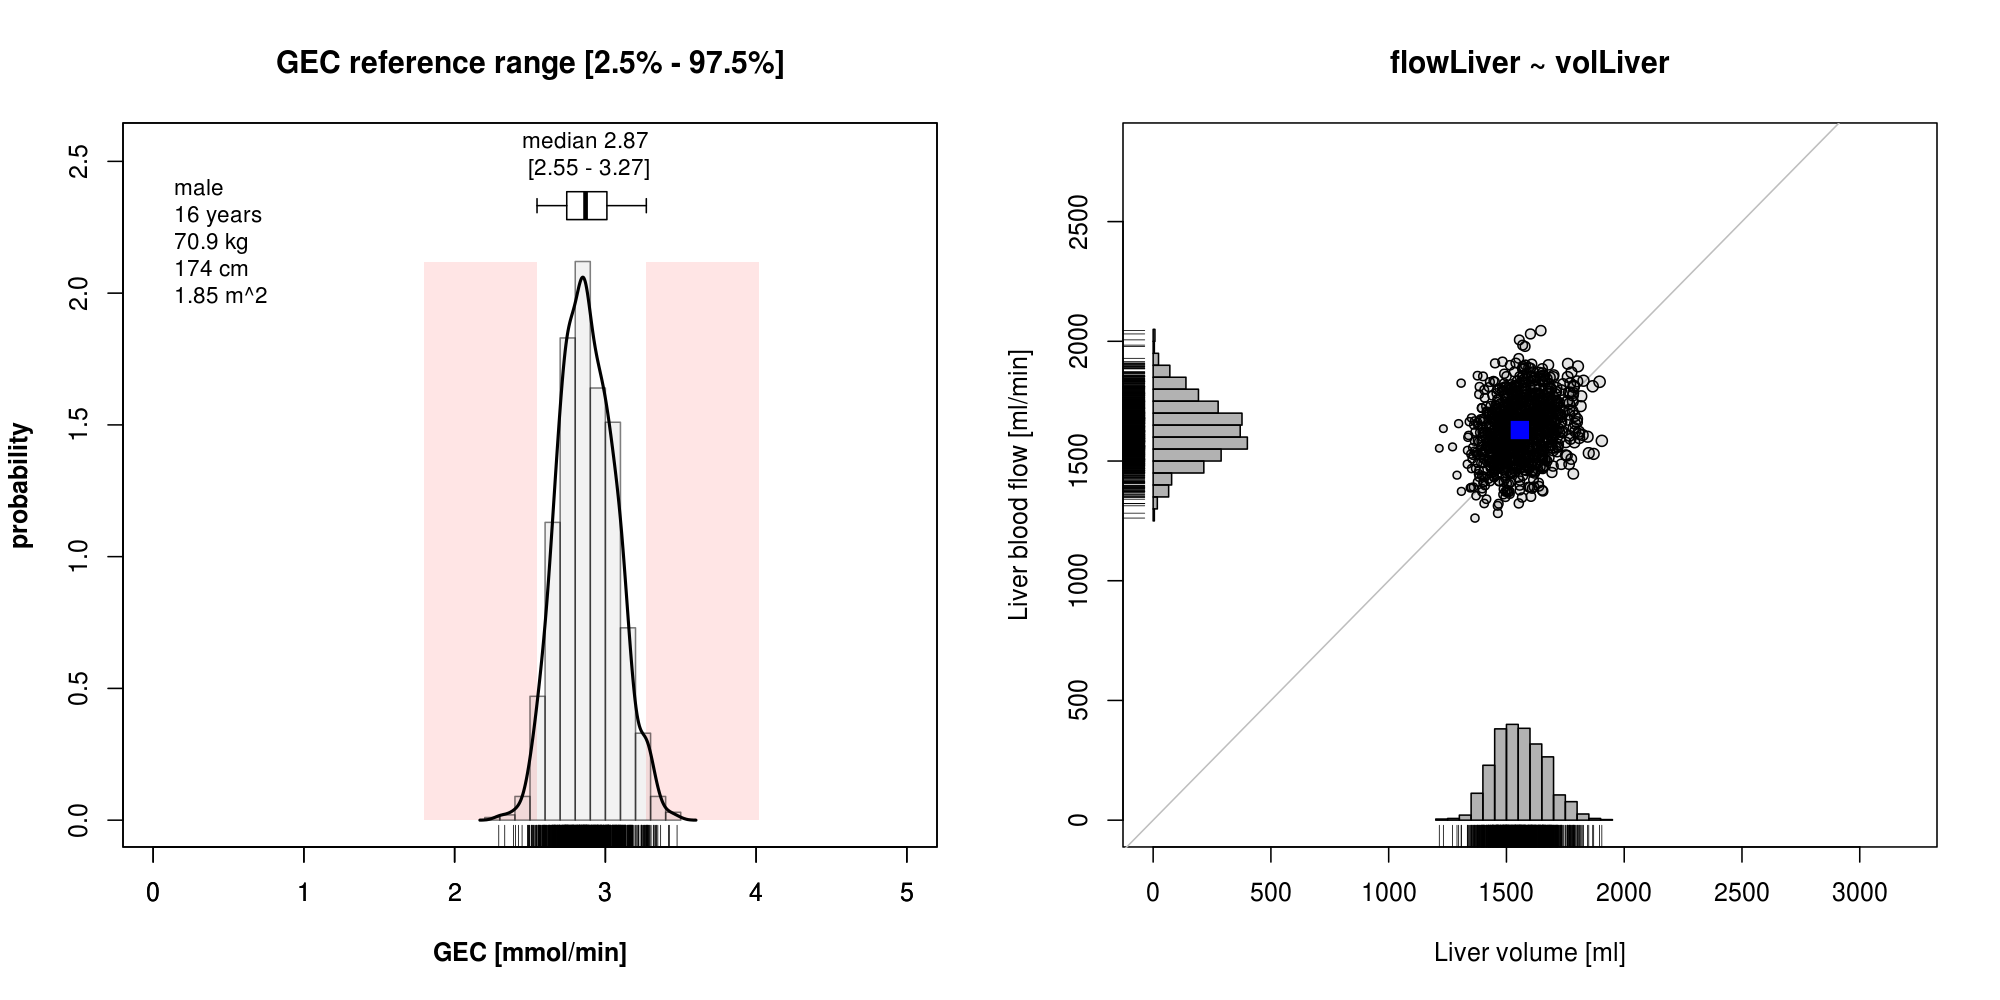 GEC reference range [2.5% - 97.5%]
median 2.87
[2.55 - 3.27]
male
16 years
70.9 kg
174 cm
1.85 m^2
probability
2.5
2.0
1.5
1.0
0.5
0.0
0 1 2 3 4 5
GEC [mmol/min]
flowLiver ~ volLiver
Liver blood flow [ml/min]
2500
2000
1500
1000
500
0
0 500 1000 1500 2000 2500 3000
Liver volume [ml]